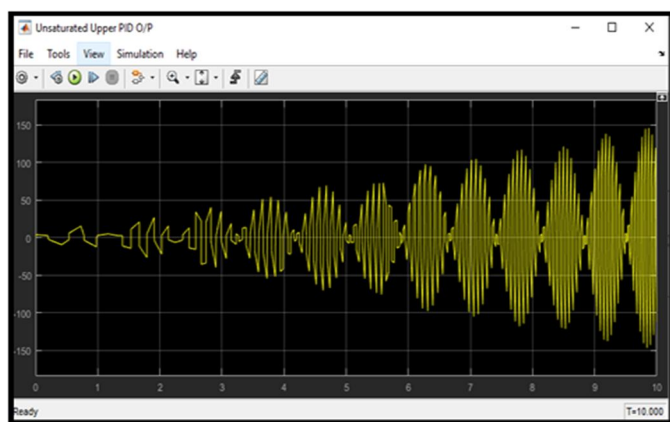 Unsaturated Upper PID O/P
File Tools View Simulation Help
150
100
50
0
-50
-100
-150
0 1 2 3 4 5 6 7 8 9 10
Ready T=10.000